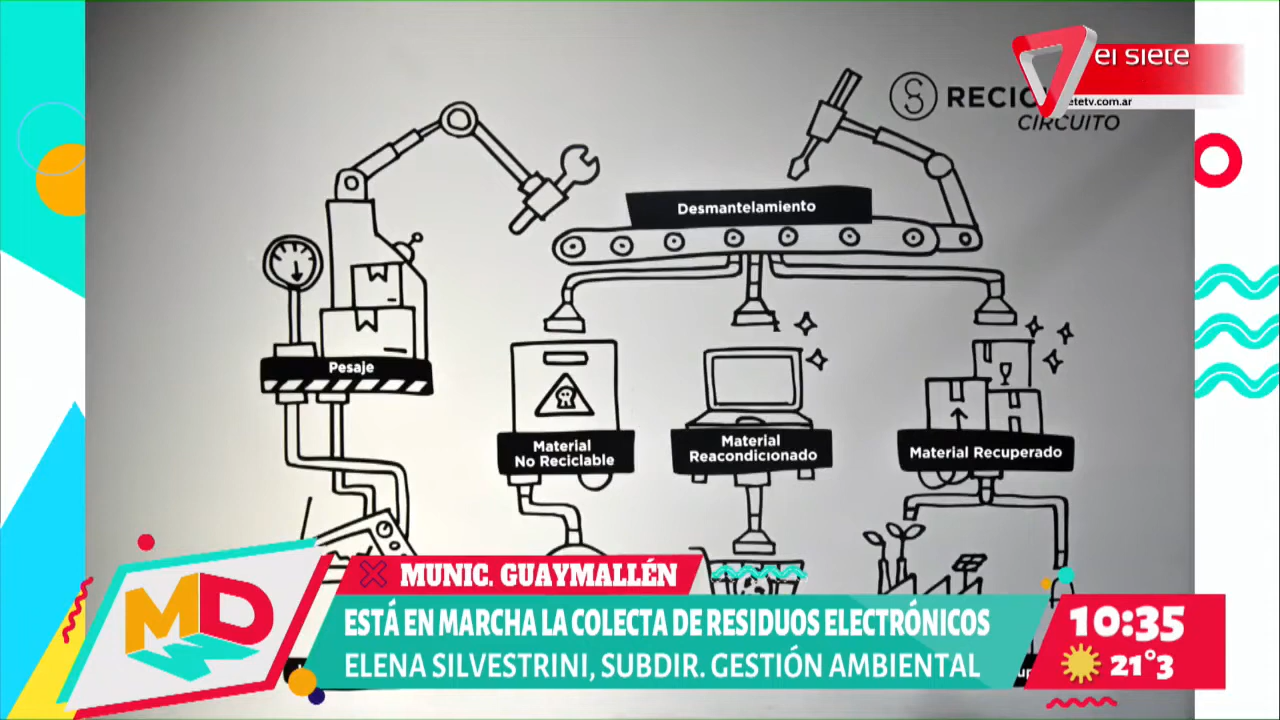 el siete
CIRCUITO
Desmantelamiento
Pesaje
Material
No Reciclable
Material
Reacondicionado
Material Recuperado
MD
MUNIC. GUAYMALLÉN
ESTÁ EN MARCHA LA COLECTA DE RESIDUOS ELECTRÓNICOS
ELENA SILVESTRINI, SUBDIR. GESTIÓN AMBIENTAL
10:35
21°3